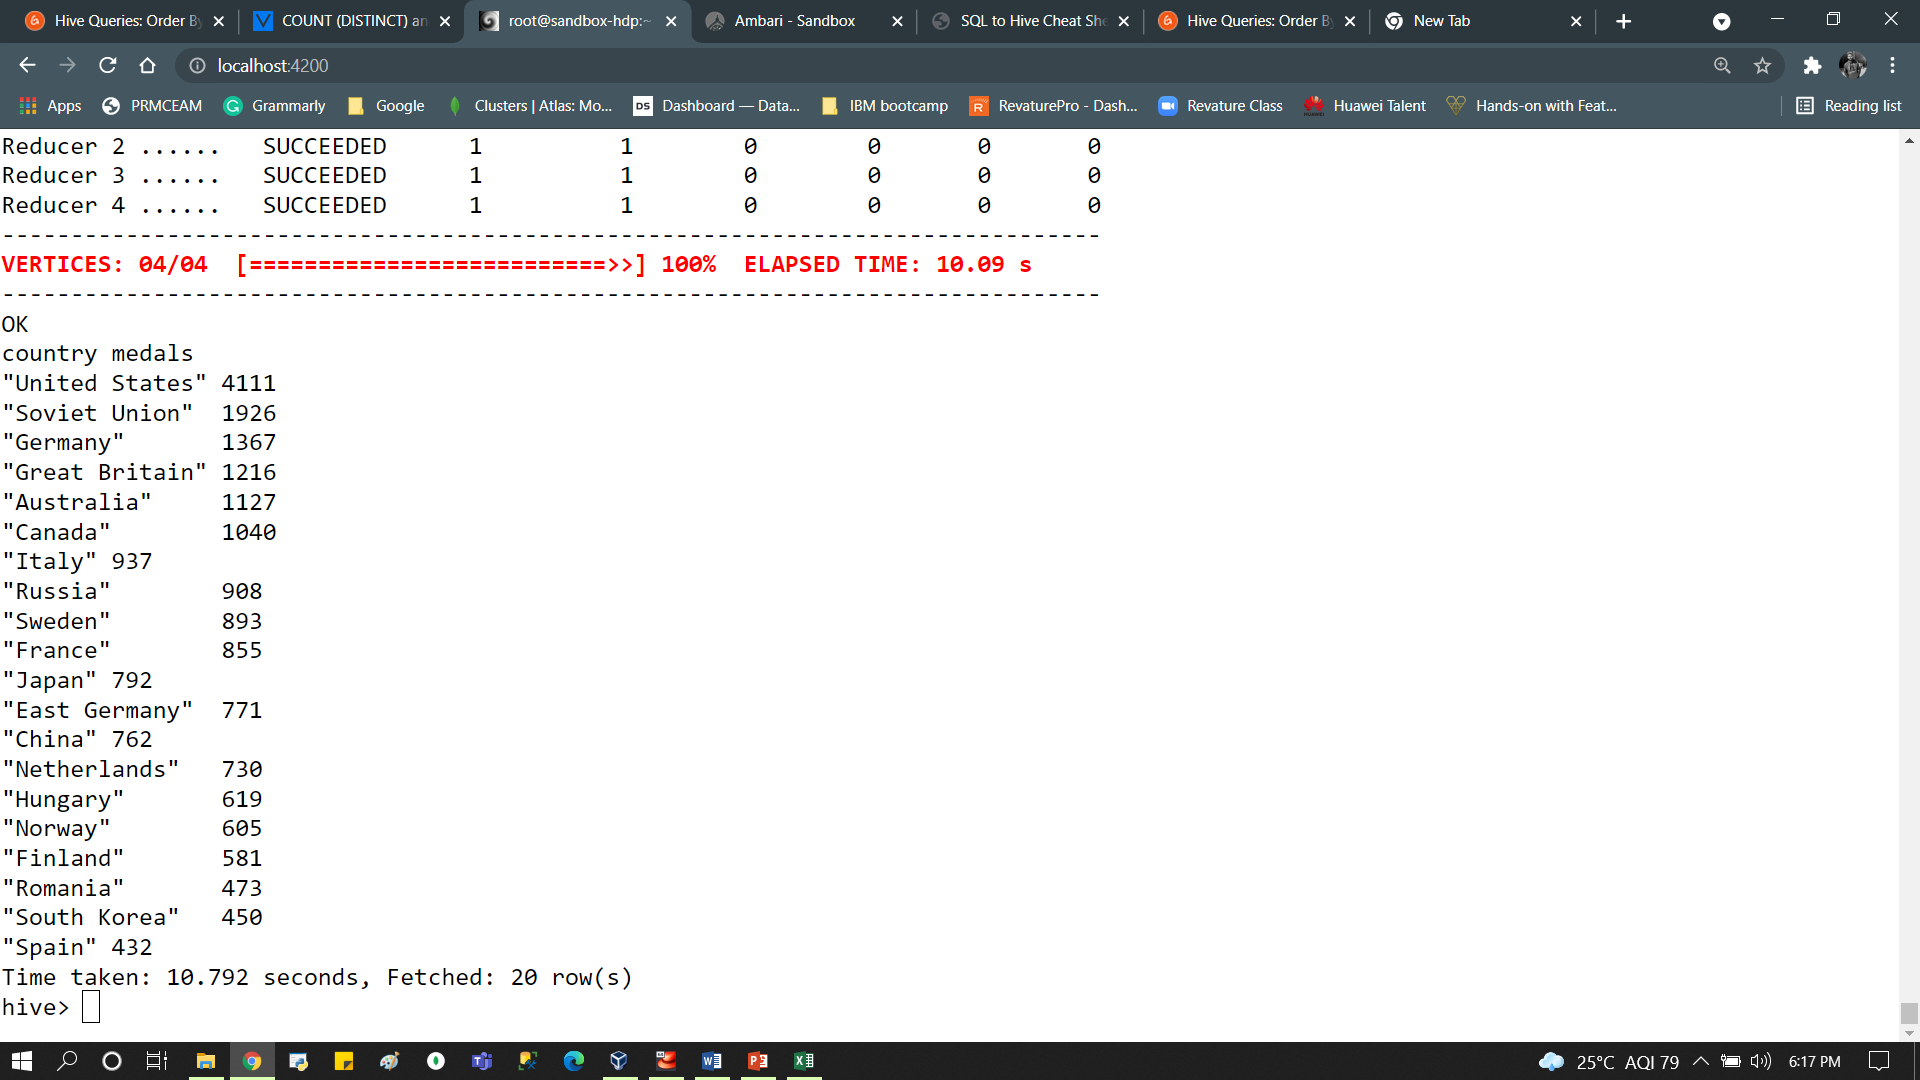 Hive Queries: Order By
COUNT (DISTINCT) an
root@sandbox-hdp:~
Ambari - Sandbox
SQL to Hive Cheat She
Hive Queries: Order By
New Tab
localhost:4200
Apps
PRMCEAM
Grammarly
Google
Clusters | Atlas: Mo...
DS
Dashboard — Data...
IBM bootcamp
R
RevaturePro - Dash...
Revature Class
Huawei Talent
Hands-on with Feat...
Reading list
Reducer 2 ...... SUCCEEDED 1 1 0 0 0 0
Reducer 3 ...... SUCCEEDED 1 1 0 0 0 0
Reducer 4 ...... SUCCEEDED 1 1 0 0 0 0
--------------------------------------------------------------------------------
VERTICES: 04/04 [==========================>>] 100% ELAPSED TIME: 10.09 s
--------------------------------------------------------------------------------
OK
country medals
"United States" 4111
"Soviet Union" 1926
"Germany" 1367
"Great Britain" 1216
"Australia" 1127
"Canada" 1040
"Italy" 937
"Russia" 908
"Sweden" 893
"France" 855
"Japan" 792
"East Germany" 771
"China" 762
"Netherlands" 730
"Hungary" 619
"Norway" 605
"Finland" 581
"Romania" 473
"South Korea" 450
"Spain" 432
Time taken: 10.792 seconds, Fetched: 20 row(s)
hive>
25°C AQI 79
6:17 PM